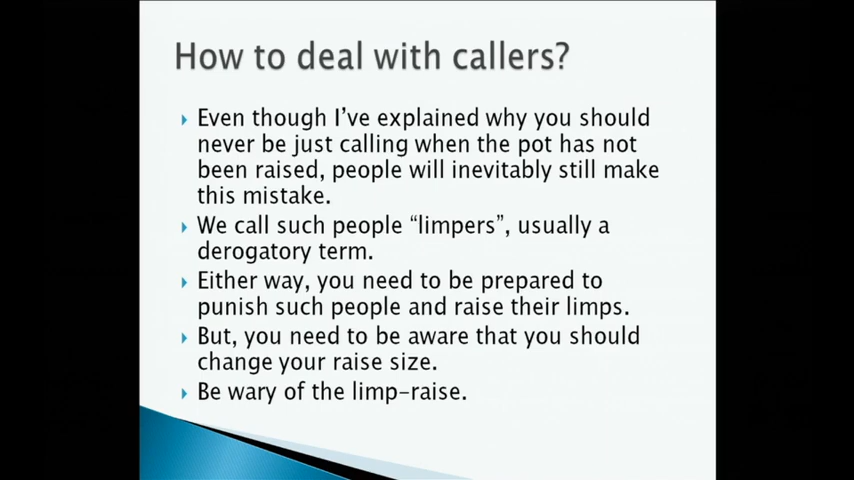 How to deal with callers?
Even though I've explained why you should
never be just calling when the pot has not
been raised, people will inevitably still make
this mistake.
We call such people “limpers”, usually a
derogatory term.
Either way, you need to be prepared to
punish such people and raise their limps.
But, you need to be aware that you should
change your raise size.
Be wary of the limp-raise.